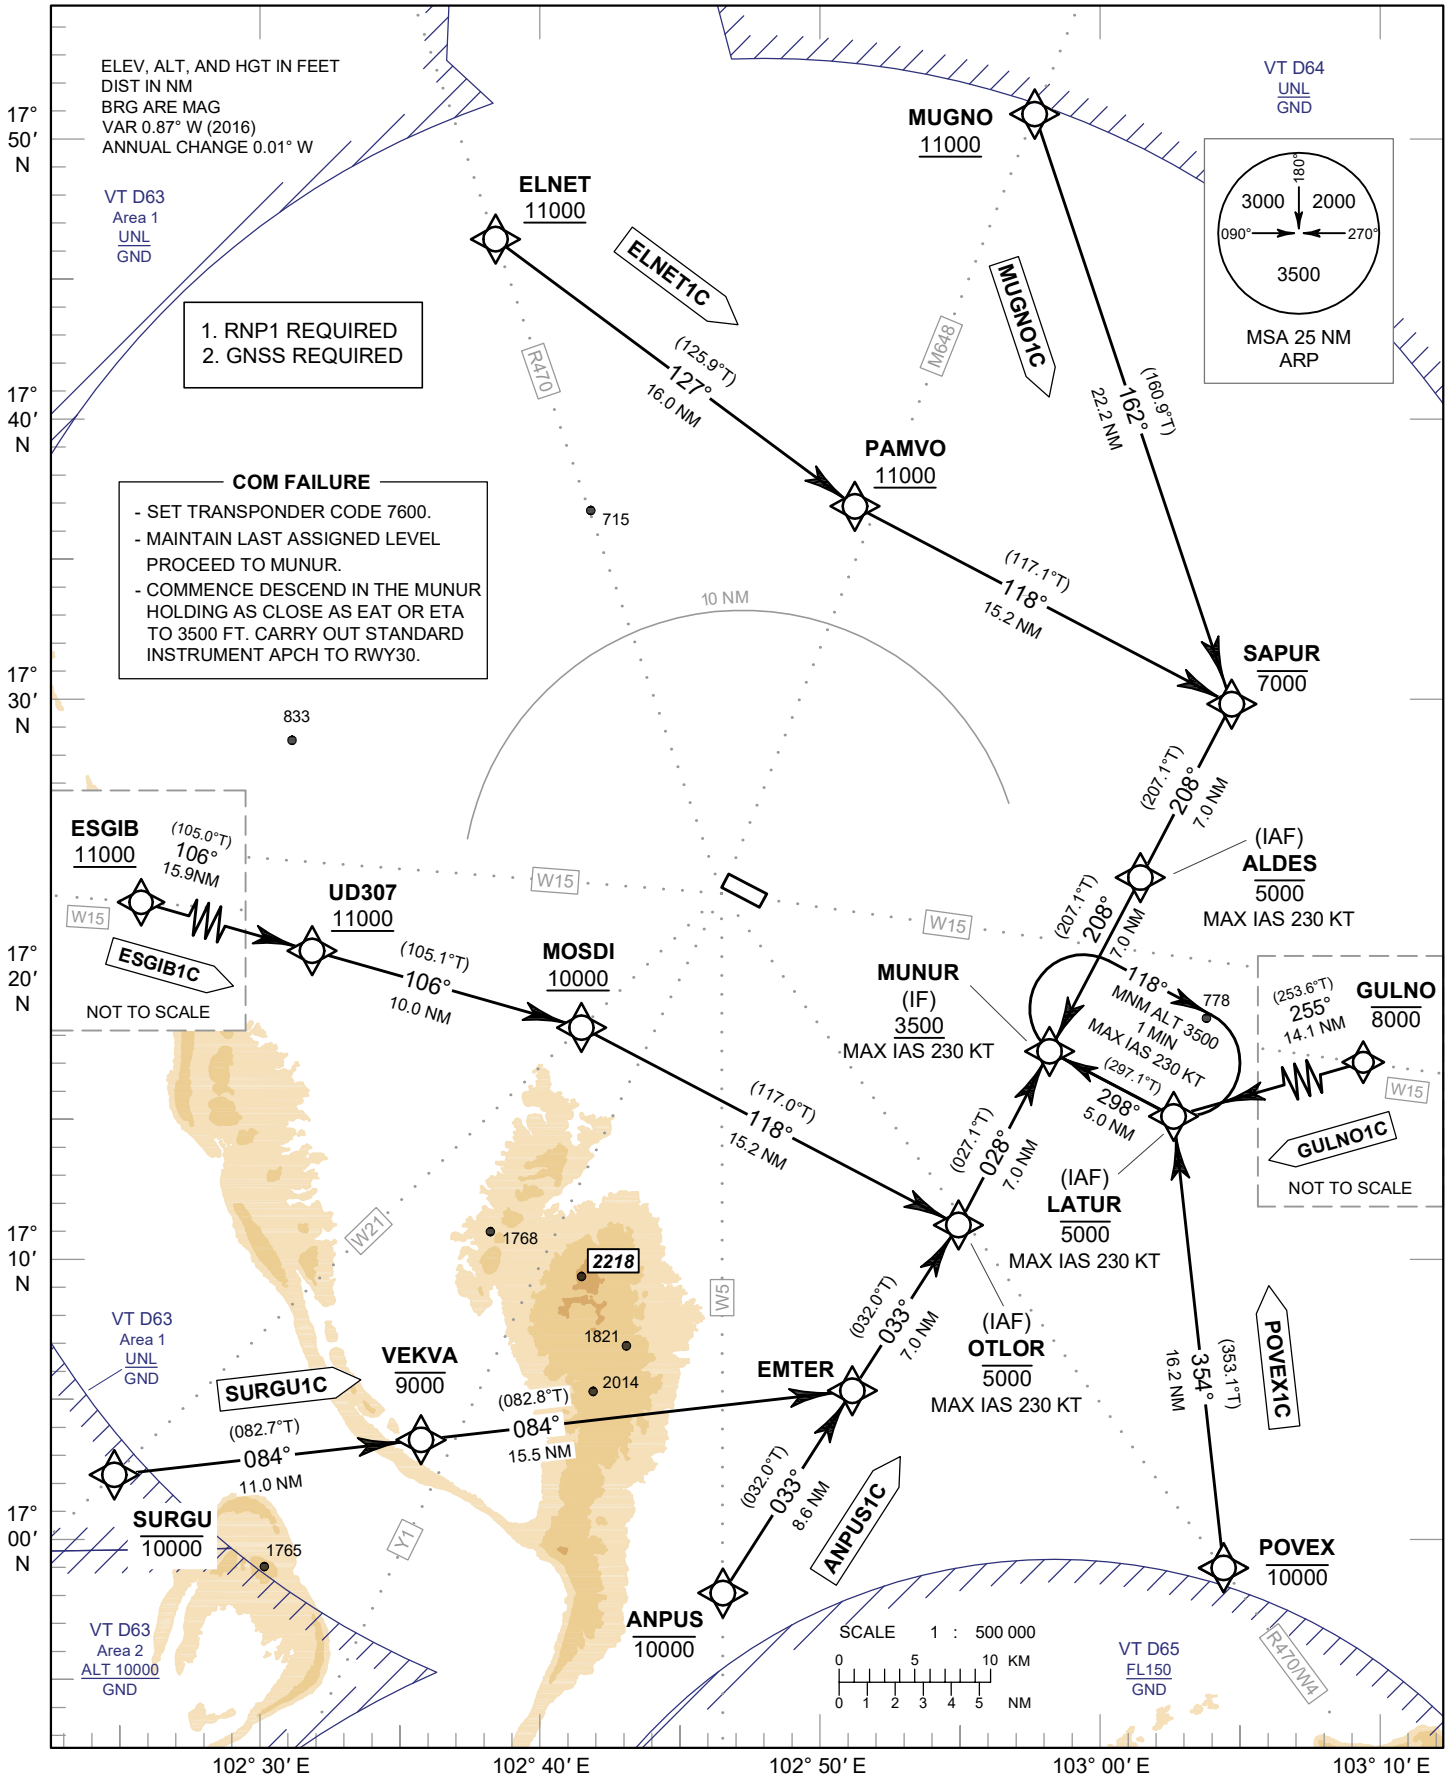 ELEV, ALT, AND HGT IN FEET
DIST IN NM
BRG ARE MAG
VAR 0.87° W (2016)
ANNUAL CHANGE 0.01° W
17°
50′
N
VT D63
Area 1
UNL
GND
ELNET
11000
MUGNO
11000
VT D64
UNL
GND
180°
3000
2000
090°
270°
3500
MSA 25 NM
ARP
1. RNP1 REQUIRED
2. GNSS REQUIRED
ELNET1C
MUGNO1C
R470
M648
(125.9°T)
127°
16.0 NM
(160.9°T)
162°
22.2 NM
17°
40′
N
PAMVO
11000
COM FAILURE
- SET TRANSPONDER CODE 7600.
- MAINTAIN LAST ASSIGNED LEVEL
PROCEED TO MUNUR.
- COMMENCE DESCEND IN THE MUNUR
HOLDING AS CLOSE AS EAT OR ETA
TO 3500 FT. CARRY OUT STANDARD
INSTRUMENT APCH TO RWY30.
715
(117.1°T)
118°
15.2 NM
10 NM
17°
30′
N
SAPUR
7000
833
(207.1°T)
208°
7.0 NM
ESGIB
11000
(105.0°T)
106°
15.9NM
W15
ESGIB1C
NOT TO SCALE
UD307
11000
W15
(IAF)
ALDES
5000
MAX IAS 230 KT
W15
(207.1°T)
208°
7.0 NM
17°
20′
N
(105.1°T)
106°
10.0 NM
MOSDI
10000
MUNUR
(IF)
3500
MAX IAS 230 KT
118°
MNM ALT 3500
1 MIN
MAX IAS 230 KT
778
(297.1°T)
298°
5.0 NM
(253.6°T)
255°
14.1 NM
GULNO
8000
W15
GULNO1C
NOT TO SCALE
(117.0°T)
118°
15.2 NM
(027.1°T)
028°
7.0 NM
(IAF)
LATUR
5000
MAX IAS 230 KT
17°
10′
N
W21
1768
2218
W5
1821
2014
(032.0°T)
033°
7.0 NM
(IAF)
OTLOR
5000
MAX IAS 230 KT
POVEX1C
(353.1°T)
354°
16.2 NM
VT D63
Area 1
UNL
GND
SURGU1C
VEKVA
9000
EMTER
(082.7°T)
084°
11.0 NM
(082.8°T)
084°
15.5 NM
(032.0°T)
033°
8.6 NM
ANPUS1C
17°
00′
N
SURGU
10000
1765
Y1
POVEX
10000
VT D63
Area 2
ALT 10000
GND
ANPUS
10000
SCALE 1 : 500 000
0 5 10 KM
0 1 2 3 4 5 NM
VT D65
FL150
GND
R470/W4
102° 30′ E
102° 40′ E
102° 50′ E
103° 00′ E
103° 10′ E